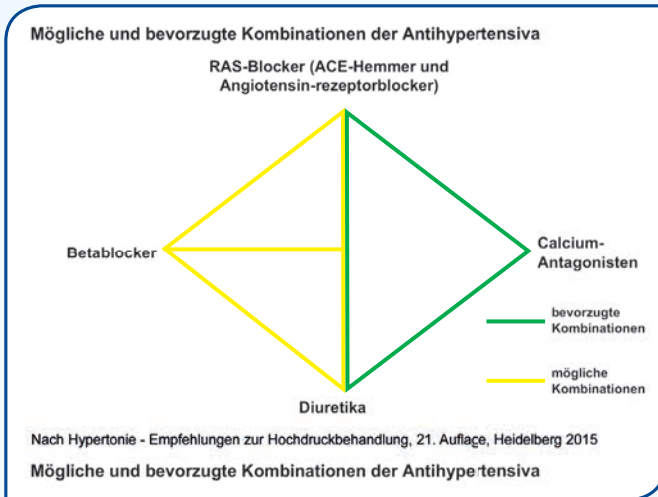 Mögliche und bevorzugte Kombinationen der Antihypertensiva
RAS-Blocker (ACE-Hemmer und
Angiotensin-rezeptorblocker)
Betablocker
Calcium-
Antagonisten
bevorzugte
Kombinationen
mögliche
Kombinationen
Diuretika
Nach Hypertonie - Empfehlungen zur Hochdruckbehandlung, 21. Auflage, Heidelberg 2015
Mögliche und bevorzugte Kombinationen der Antihypertensiva